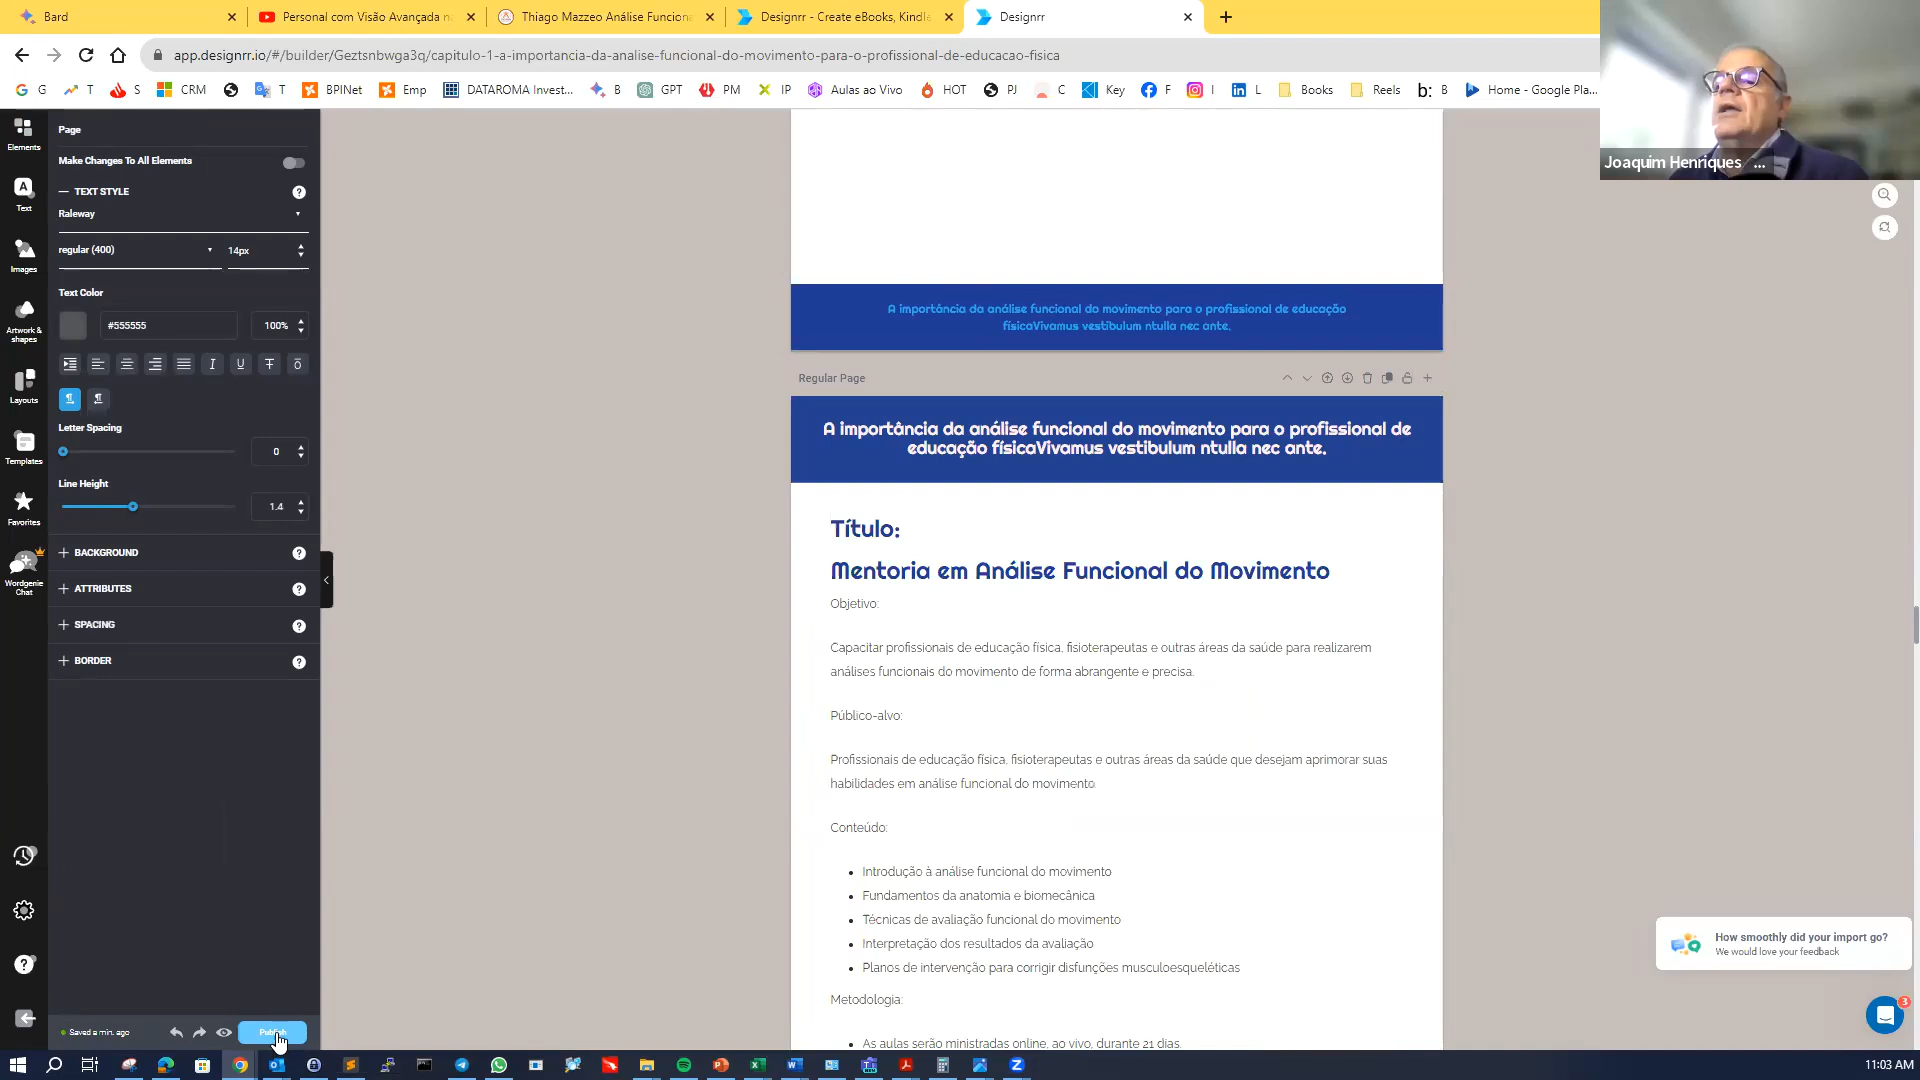 Bard
Personal com Visão Avançada n
Thiago Mazzeo Análise Funciona
Designrr - Create eBooks, Kindle
Designrr
app.designrr.io/#/builder/Geztsnbwga3q/capitulo-1-a-importancia-da-analise-funcional-do-movimento-para-o-profissional-de-educacao-fisica
G T S CRM T BPINet Emp DATAROMA Invest... B GPT PM IP Aulas ao Vivo HOT PJ C Key F I L Books Reels b: B Home - Google Pla...
Joaquim Henriques ...
Elements
Text
Images
Artwork & shapes
Layouts
Templates
Favorites
Wordgenie Chat
Page
Make Changes To All Elements
TEXT STYLE
Raleway
regular (400) 14px
Text Color
#555555 100%
Letter Spacing
0
Line Height
1.4
BACKGROUND
ATTRIBUTES
SPACING
BORDER
Saved a min. ago
Publish
A importância da análise funcional do movimento para o profissional de educação
físicaVivamus vestibulum ntulla nec ante.
Regular Page
A importância da análise funcional do movimento para o profissional de
educação físicaVivamus vestibulum ntulla nec ante.
Título:
Mentoria em Análise Funcional do Movimento
Objetivo:
Capacitar profissionais de educação física, fisioterapeutas e outras áreas da saúde para realizarem
análises funcionais do movimento de forma abrangente e precisa.
Público-alvo:
Profissionais de educação física, fisioterapeutas e outras áreas da saúde que desejam aprimorar suas
habilidades em análise funcional do movimento.
Conteúdo:
Introdução à análise funcional do movimento
Fundamentos da anatomia e biomecânica
Técnicas de avaliação funcional do movimento
Interpretação dos resultados da avaliação
Planos de intervenção para corrigir disfunções musculoesqueléticas
Metodologia:
As aulas serão ministradas online, ao vivo, durante 21 dias.
How smoothly did your import go?
We would love your feedback
3
11:03 AM